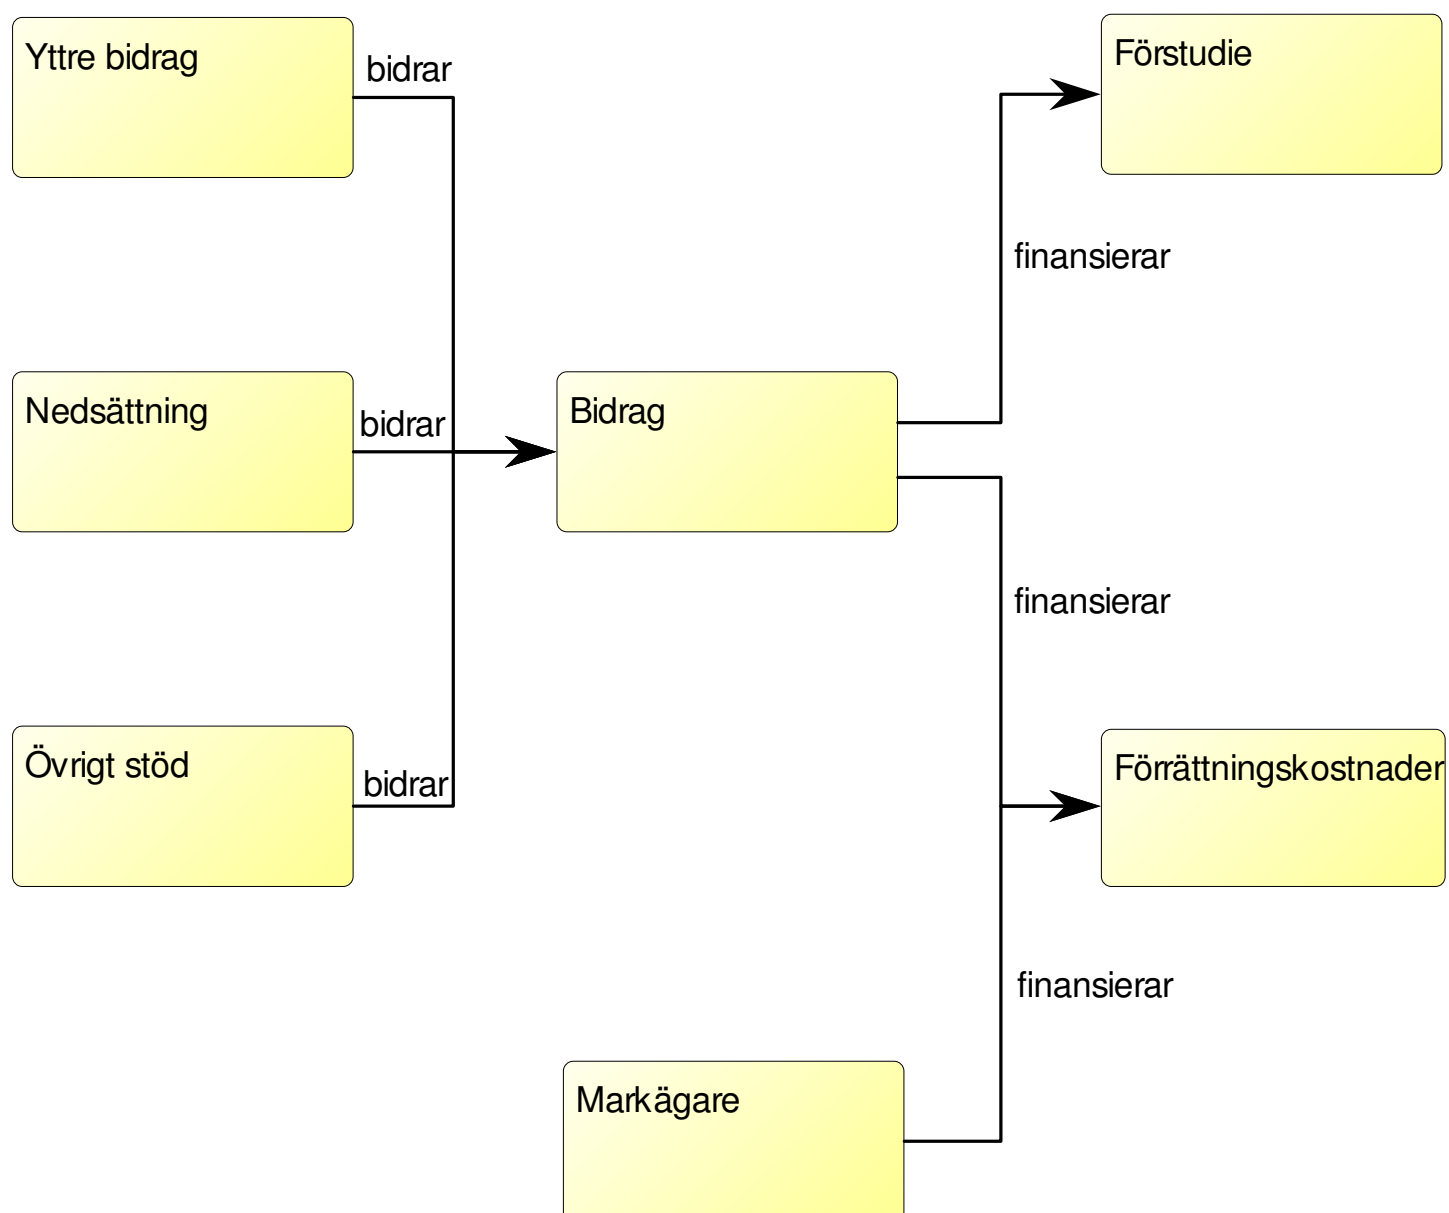 Yttre bidrag
bidrar
Förstudie
finansierar
Nedsättning
bidrar
Bidrag
finansierar
Övrigt stöd
bidrar
Förrättningskostnader
finansierar
Markägare